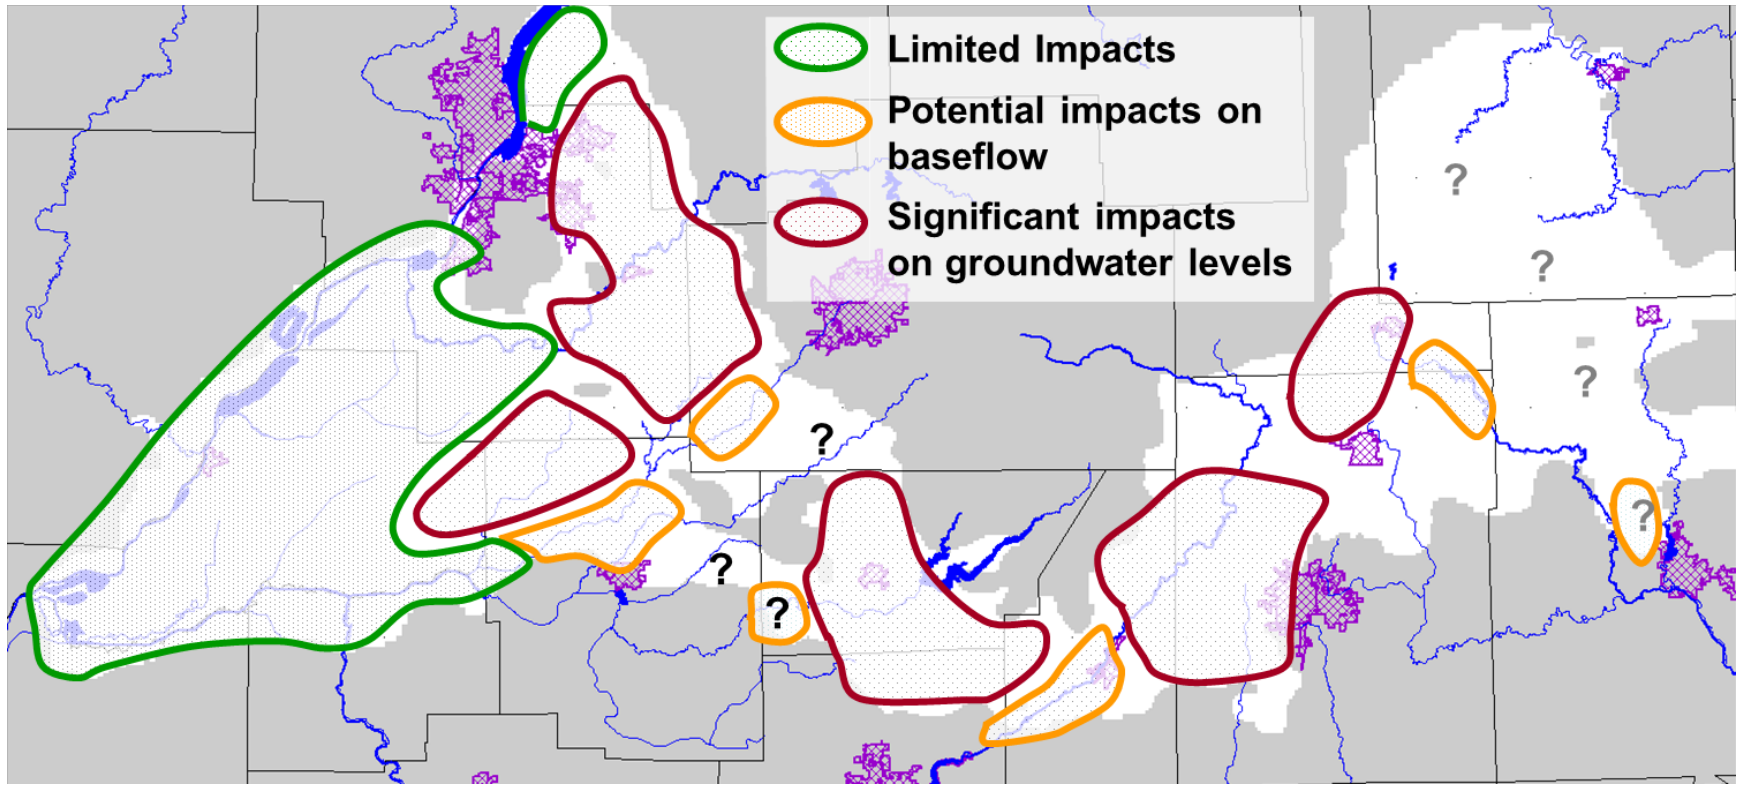 Limited Impacts
Potential impacts on
baseflow
Significant impacts
on groundwater levels
?
?
?
?
?
?
?